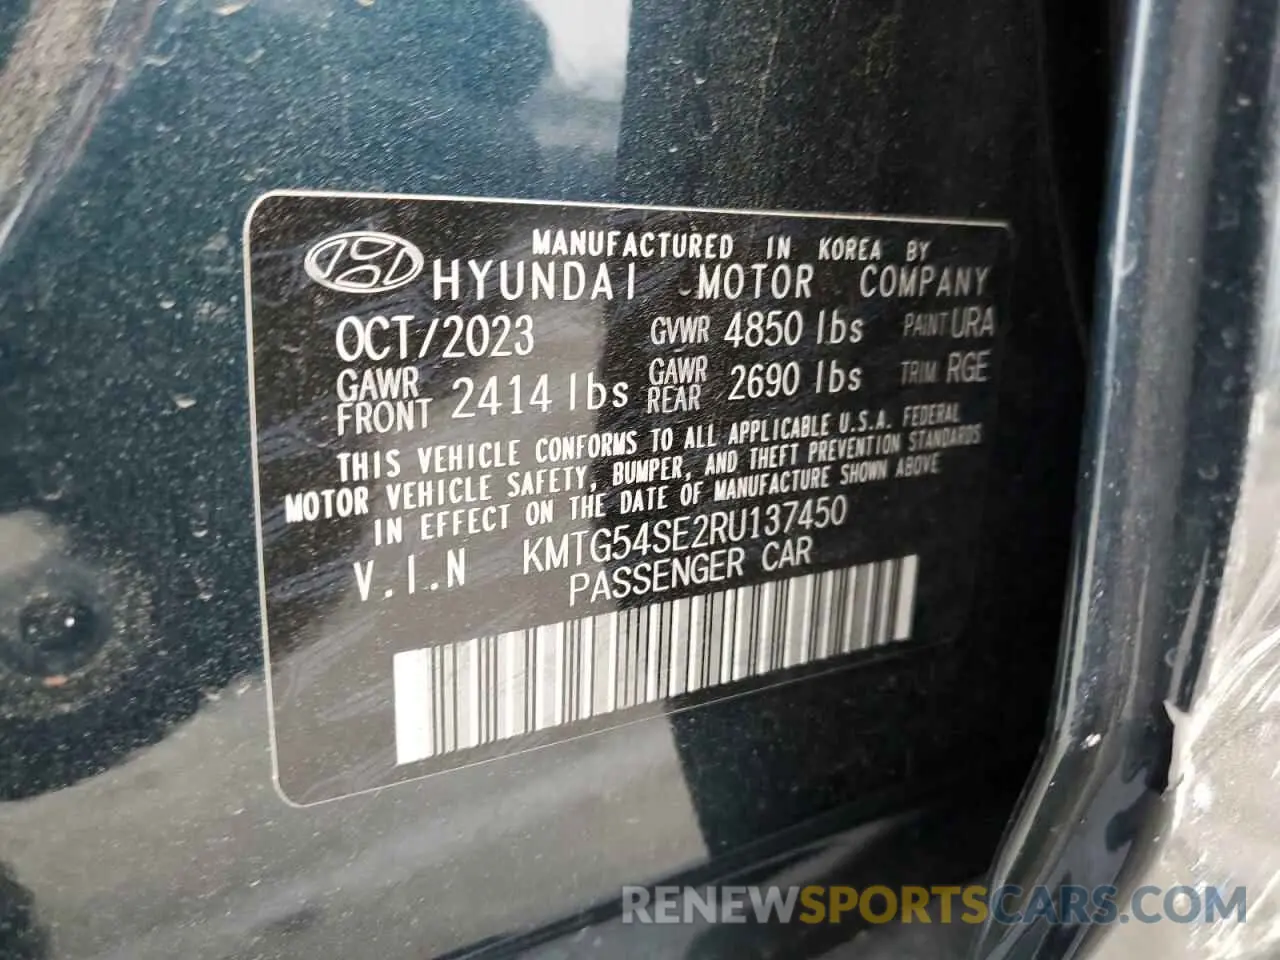 MANUFACTURED IN KOREA BY
HYUNDAI MOTOR COMPANY
OCT/2023 GVWR 4850 lbs PAINT URA
GAWR FRONT 2414 lbs GAWR REAR 2690 lbs TRIM RGE
THIS VEHICLE CONFORMS TO ALL APPLICABLE U.S.A. FEDERAL
MOTOR VEHICLE SAFETY, BUMPER, AND THEFT PREVENTION STANDARDS
IN EFFECT ON THE DATE OF MANUFACTURE SHOWN ABOVE
V.I.N KMTG54SE2RU137450
PASSENGER CAR
RENEWSPORTSCARS.COM